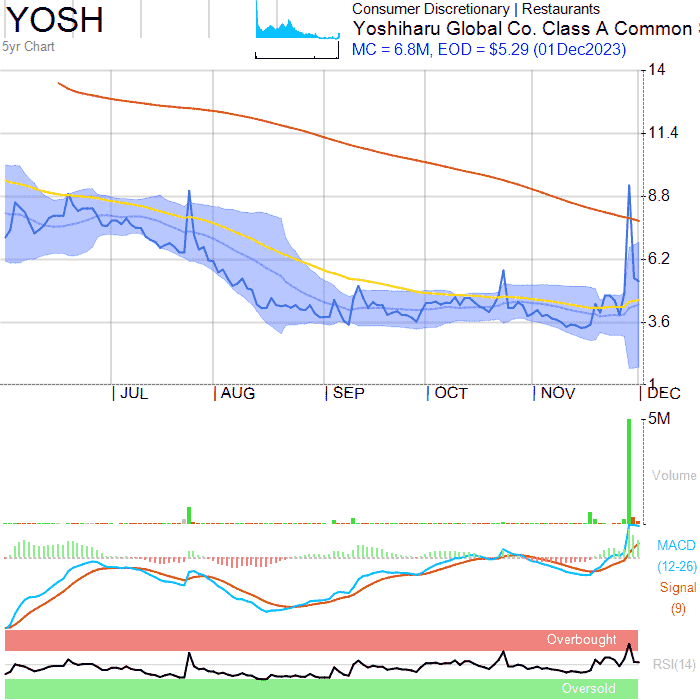 YOSH
5yr Chart
Consumer Discretionary | Restaurants
Yoshiharu Global Co. Class A Common
MC = 6.8M, EOD = $5.29 (01Dec2023)
14
11.4
8.8
6.2
3.6
1
JUL AUG SEP OCT NOV DEC
5M
Volume
MACD
(12-26)
Signal
(9)
Overbought
RSI(14)
Oversold